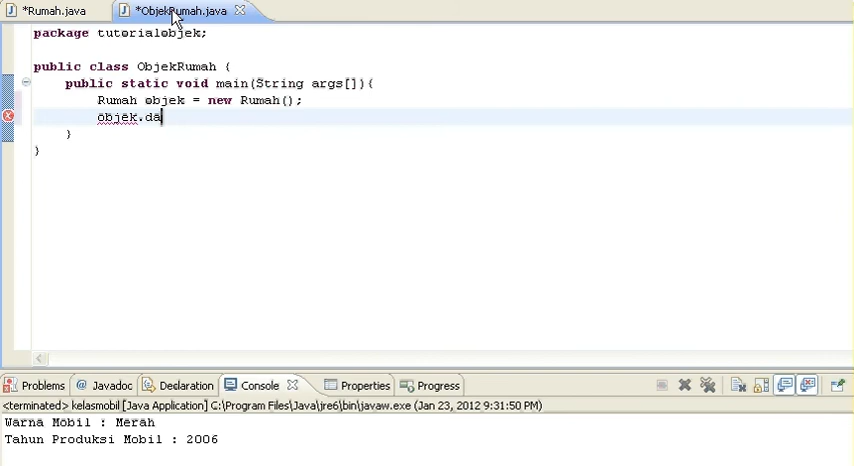 *Rumah.java *ObjekRumah.java
package tutorialobjek;
public class ObjekRumah {
public static void main(String args[]){
Rumah objek = new Rumah();
objek.da
}
}
Problems @ Javadoc Declaration Console Properties Progress
<terminated> kelasmobil [Java Application] C:\Program Files\Java\jre6\bin\javaw.exe (Jan 23, 2012 9:31:50 PM)
Warna Mobil : Merah
Tahun Produksi Mobil : 2006